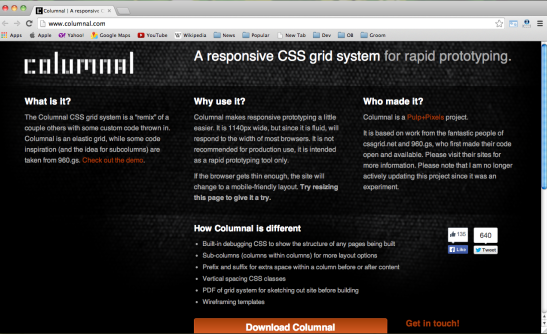 Columnal | A responsive C
www.columnal.com
Apps Apple Yahoo! Google Maps YouTube Wikipedia News Popular New Tab Dev OB Groom
columnal
A responsive CSS grid system for rapid prototyping.
What is it?
The Columnal CSS grid system is a "remix" of a
couple others with some custom code thrown in.
Columnal is an elastic grid, while some code
inspiration (and the idea for subcolumns) are
taken from 960.gs. Check out the demo.
Why use it?
Columnal makes responsive prototyping a little
easier. It is 1140px wide, but since it is fluid, will
respond to the width of most browsers. It is not
recommended for production use, it is intended
as a rapid prototyping tool only.
If the browser gets thin enough, the site will
change to a mobile-friendly layout. Try resizing
this page to give it a try.
Who made it?
Columnal is a Pulp+Pixels project.
It is based on work from the fantastic people of
cssgrid.net and 960.gs, who first made their code
open and available. Please visit their sites for
more information. Please note that I am no longer
actively updating this project since it was an
experiment.
How Columnal is different
• Built-in debugging CSS to show the structure of any pages being built
• Sub-columns (columns within columns) for more layout options
• Prefix and suffix for extra space within a column before or after content
• Vertical spacing CSS classes
• PDF of grid system for sketching out site before building
• Wireframing templates
135 640
Like Tweet
Download Columnal
Get in touch!